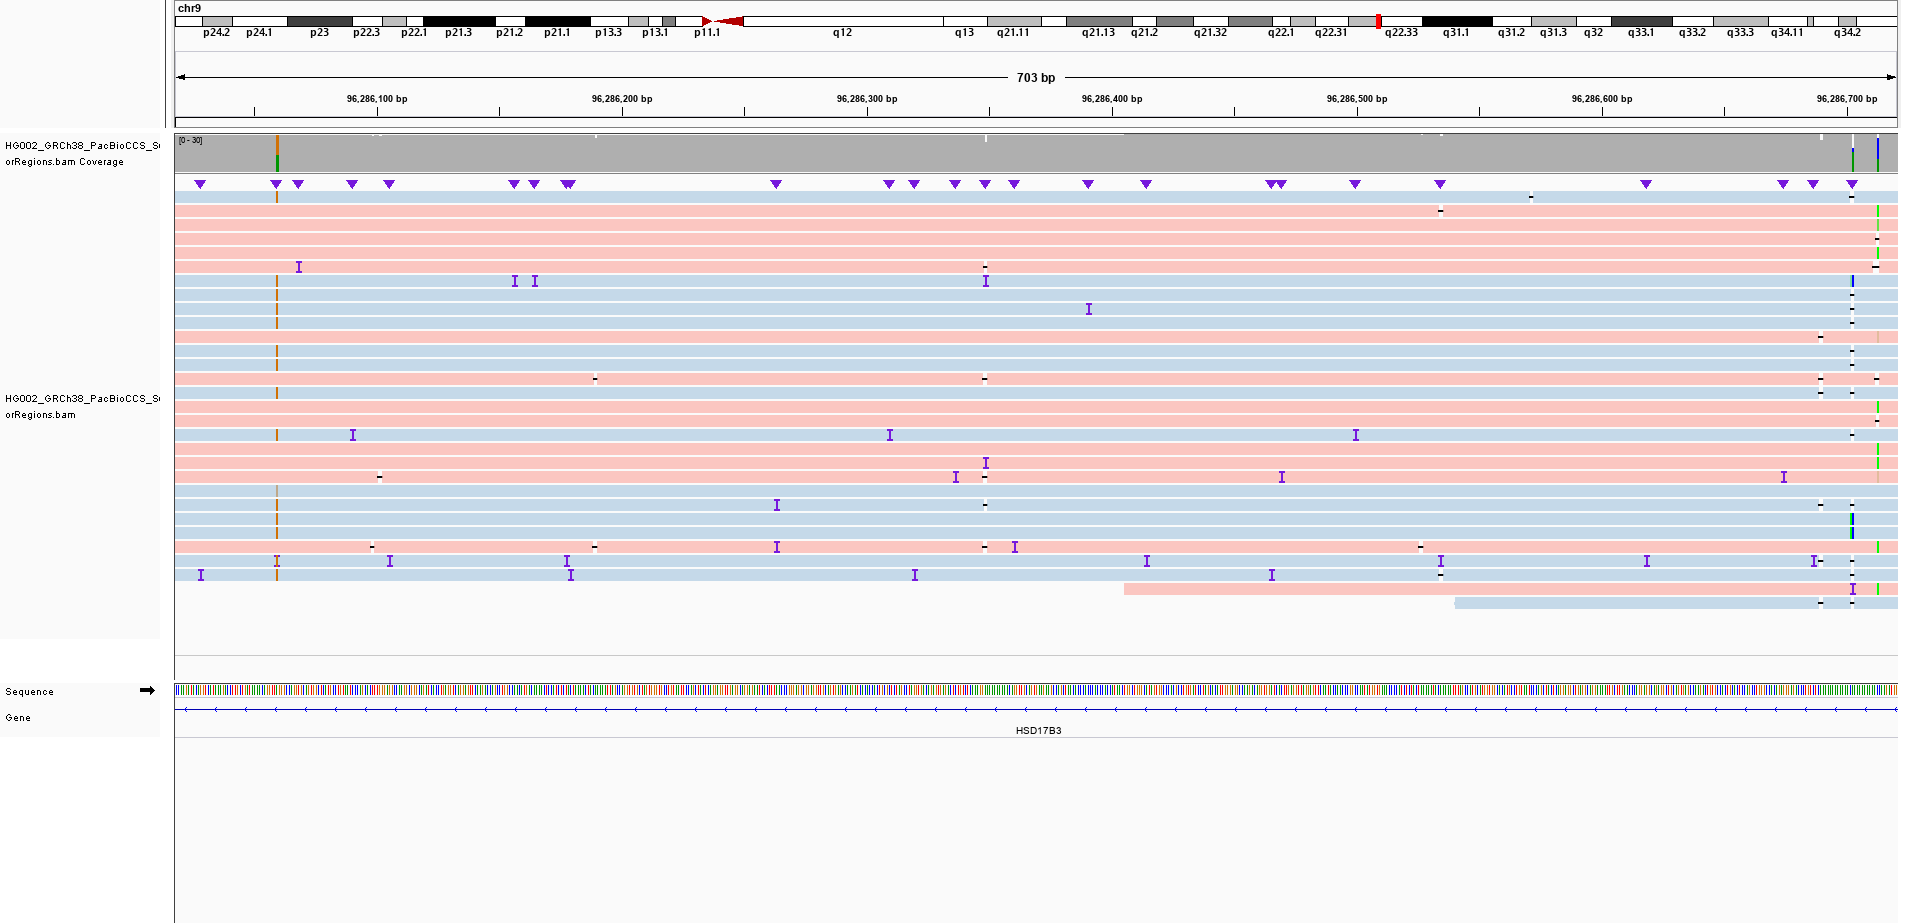 chr9
p24.2 p24.1 p23 p22.3 p22.1 p21.3 p21.2 p21.1 p13.3 p13.1 p11.1 q12 q13 q21.11 q21.13 q21.2 q21.32 q22.1 q22.31 q22.33 q31.1 q31.2 q31.3 q32 q33.1 q33.2 q33.3 q34.11 q34.2
703 bp
96,286,100 bp 96,286,200 bp 96,286,300 bp 96,286,400 bp 96,286,500 bp 96,286,600 bp 96,286,700 bp
[0 - 30]
HG002_GRCh38_PacBioCCS_S
orRegions.bam Coverage
HG002_GRCh38_PacBioCCS_S
orRegions.bam
Sequence
Gene
HSD17B3